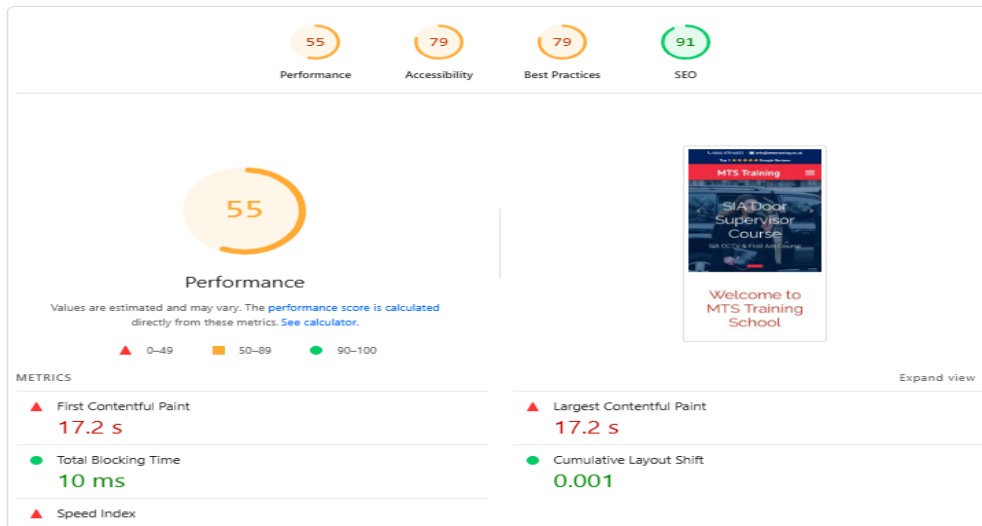 55
79
79
91
Performance
Accessibility
Best Practices
SEO
55
Performance
Values are estimated and may vary. The performance score is calculated
directly from these metrics. See calculator.
0–49
50–89
90–100
Top
Google Reviews
MTS Training
SIA Door
Supervisor
Course
SIA CCTV & First Aid Course
Welcome to
MTS Training
School
METRICS
Expand view
First Contentful Paint
17.2 s
Largest Contentful Paint
17.2 s
Total Blocking Time
10 ms
Cumulative Layout Shift
0.001
Speed Index